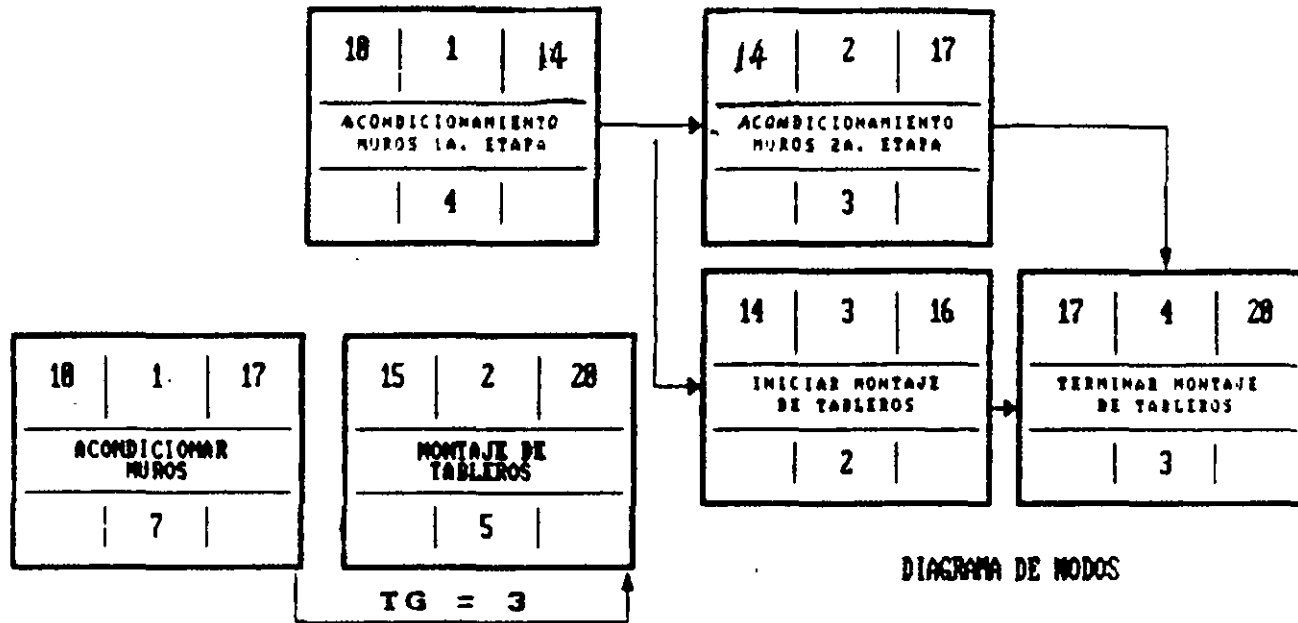 10 1 14
ACONDICIONAMIENTO
MUROS 1A. ETAPA
4
14 2 17
ACONDICIONAMIENTO
MUROS 2A. ETAPA
3
14 3 16
INICIAR MONTAJE
DE TABLEROS
2
17 4 20
TERMINAR MONTAJE
DE TABLEROS
3
10 1 17
ACONDICIONAR
MUROS
7
15 2 20
MONTAJE DE
TABLEROS
5
TG = 3
DIAGRAMA DE NODOS